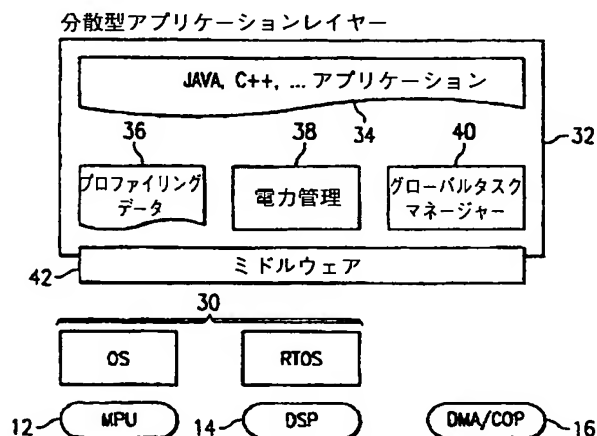 分散型アプリケーションレイヤー
JAVA, C++, ... アプリケーション
34
32
36
38
40
プロファイリング
データ
電力管理
グローバルタスク
マネージャー
42
ミドルウェア
30
OS
RTOS
12
MPU
14
DSP
DMA/COP
16